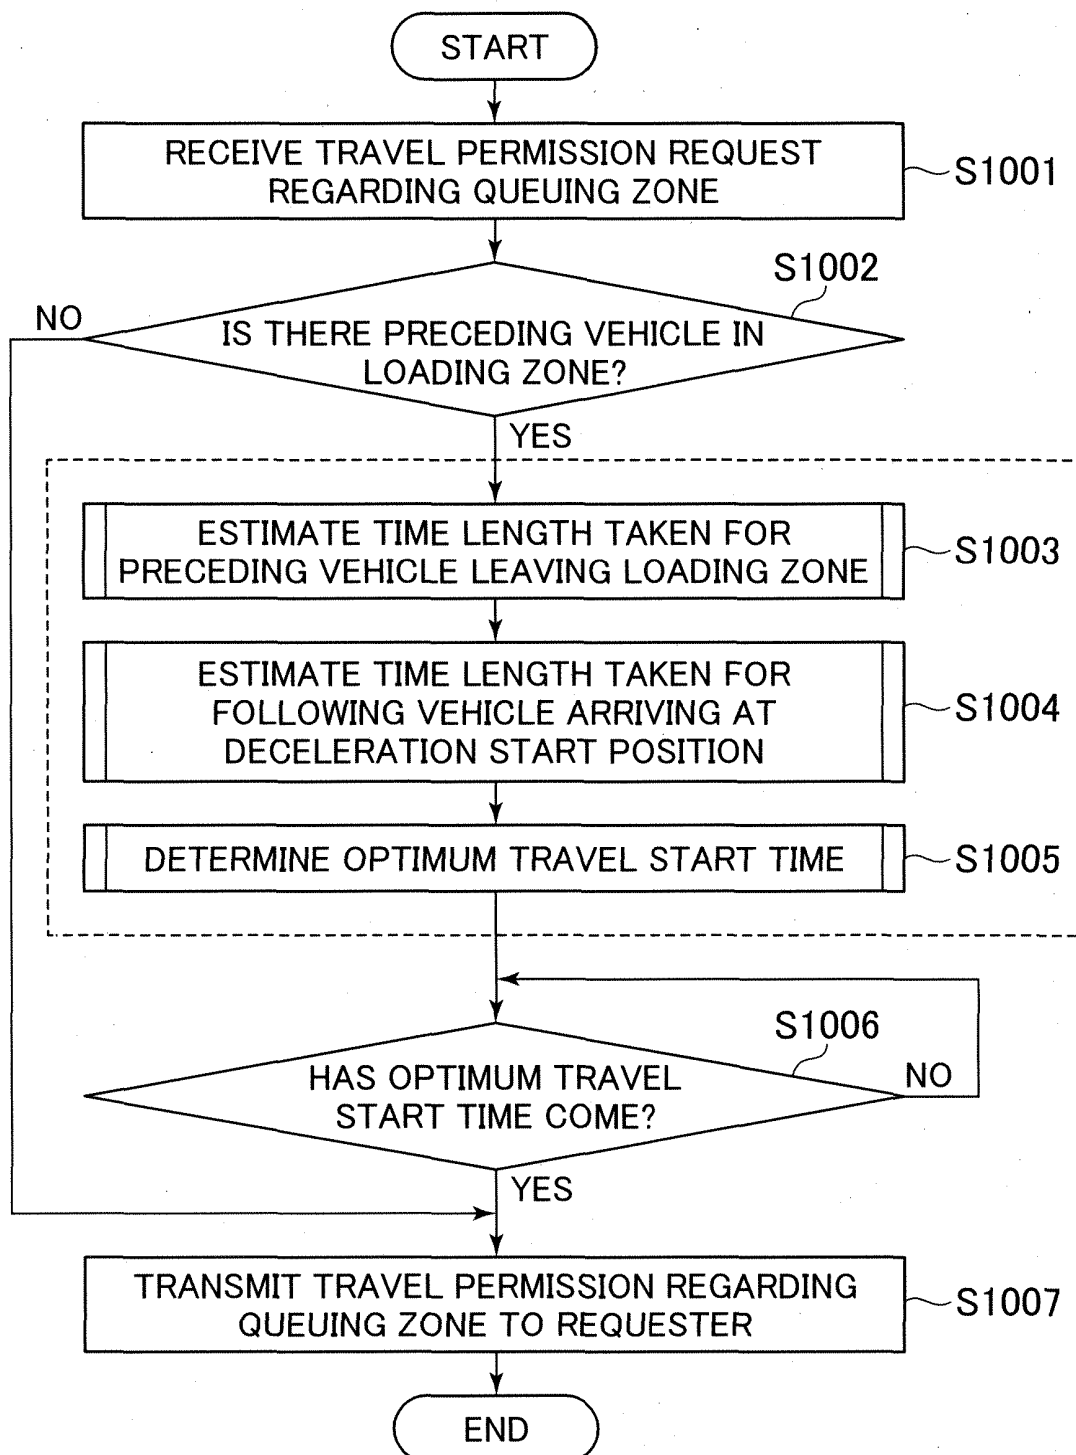 START
RECEIVE TRAVEL PERMISSION REQUEST
REGARDING QUEUING ZONE
S1001
S1002
NO
IS THERE PRECEDING VEHICLE IN
LOADING ZONE?
YES
ESTIMATE TIME LENGTH TAKEN FOR
PRECEDING VEHICLE LEAVING LOADING ZONE
S1003
ESTIMATE TIME LENGTH TAKEN FOR
FOLLOWING VEHICLE ARRIVING AT
DECELERATION START POSITION
S1004
DETERMINE OPTIMUM TRAVEL START TIME
S1005
S1006
HAS OPTIMUM TRAVEL
START TIME COME?
NO
YES
TRANSMIT TRAVEL PERMISSION REGARDING
QUEUING ZONE TO REQUESTER
S1007
END